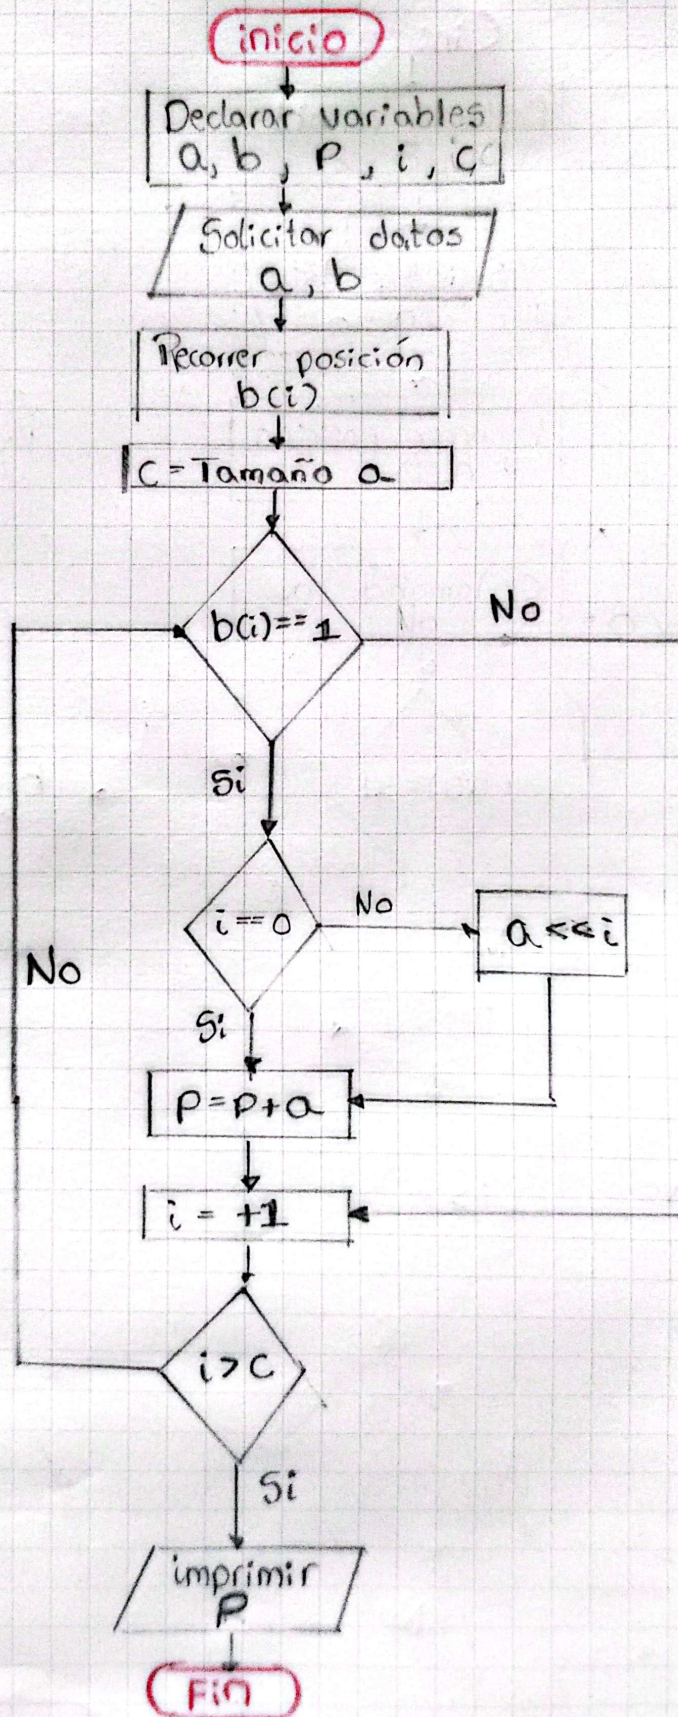 inicio
Declarar variables
a, b, P, i, C
Solicitar datos
a, b
Recorrer posición
b(i)
C = Tamaño a
b(i)==1
No
Si
i==0
No
a<<i
No
Si
P=P+a
i = +1
i>C
Si
imprimir
P
Fin